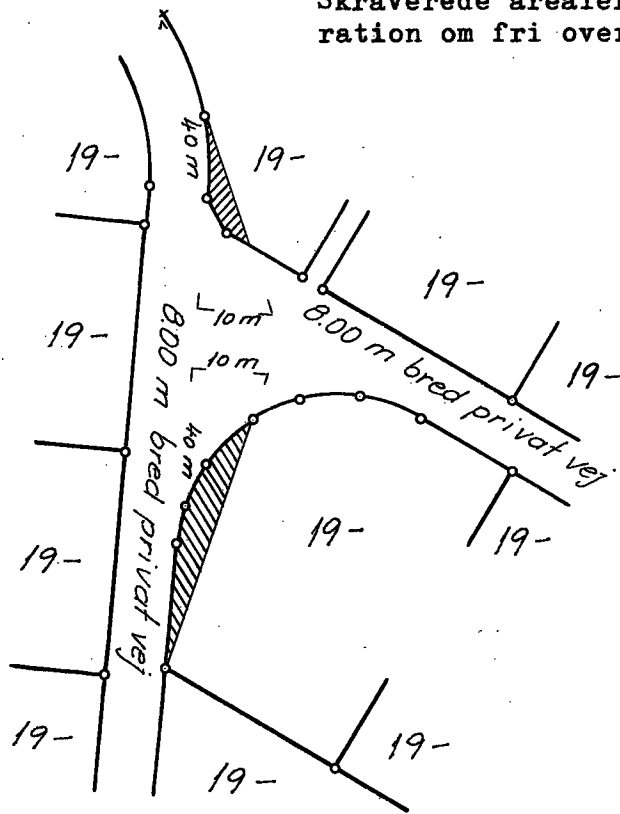 Skraverede arealer
ration om fri over
19-
40 m
19-
19-
10 m
8.00 m bred privat vej
19-
10 m
19-
8.00 m bred privat vej
40 m
19-
19-
19-
19-
19-
19-